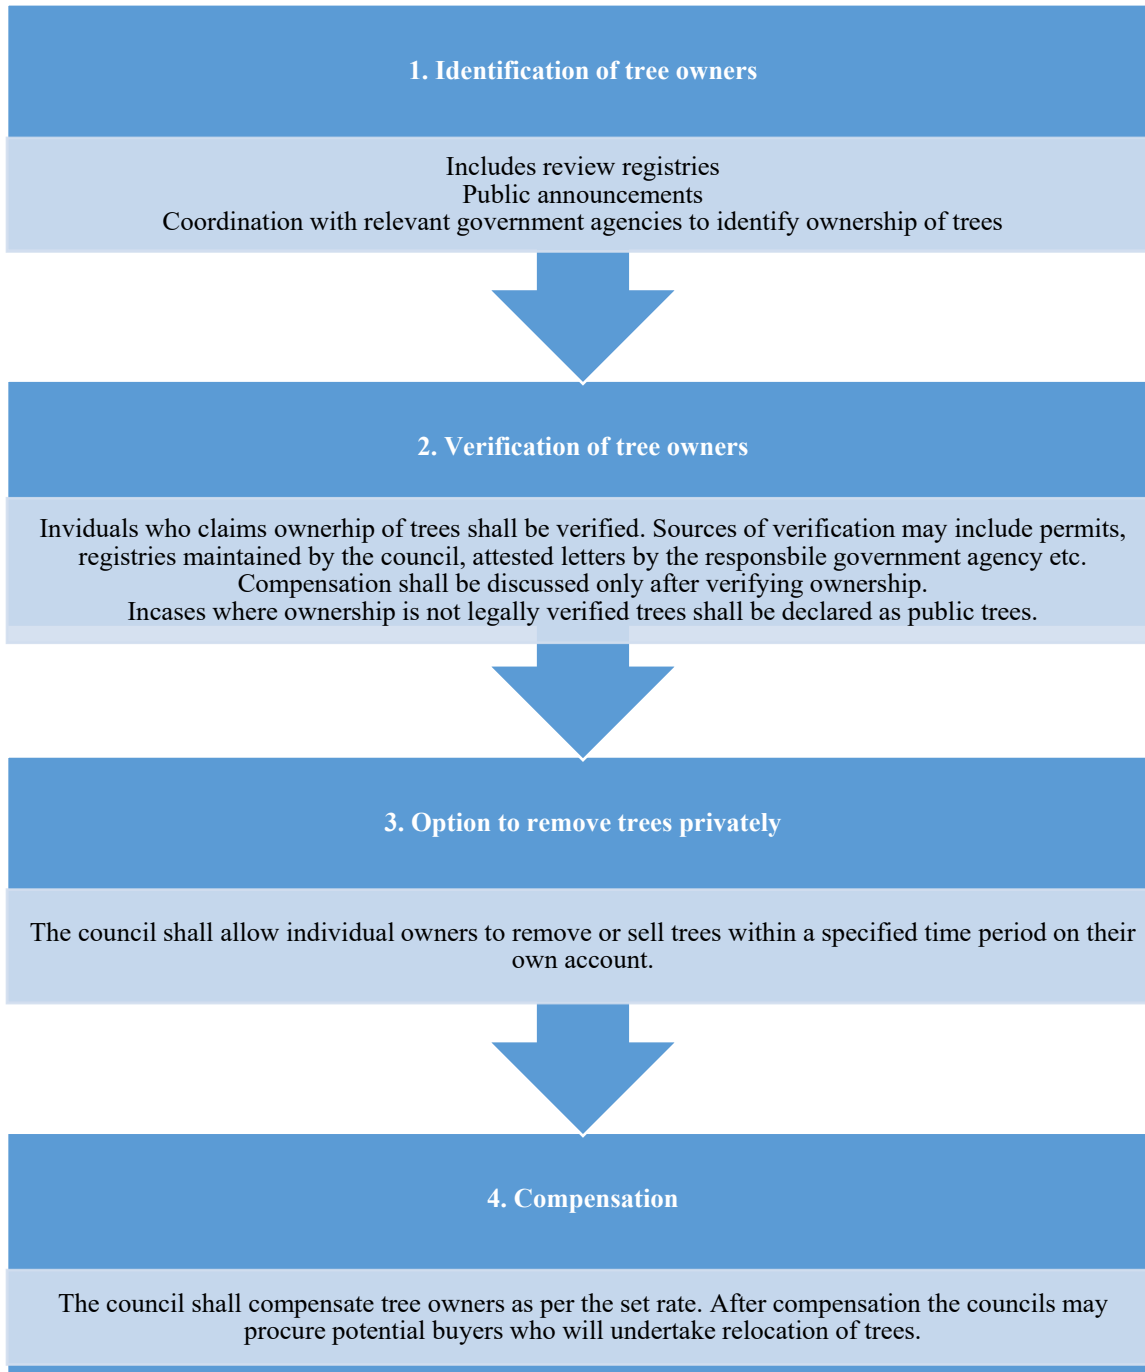 1. Identification of tree owners
Includes review registries
Public announcements
Coordination with relevant government agencies to identify ownership of trees
2. Verification of tree owners
Inviduals who claims ownerhip of trees shall be verified. Sources of verification may include permits,
registries maintained by the council, attested letters by the responsbile government agency etc.
Compensation shall be discussed only after verifying ownership.
Incases where ownership is not legally verified trees shall be declared as public trees.
3. Option to remove trees privately
The council shall allow individual owners to remove or sell trees within a specified time period on their
own account.
4. Compensation
The council shall compensate tree owners as per the set rate. After compensation the councils may
procure potential buyers who will undertake relocation of trees.